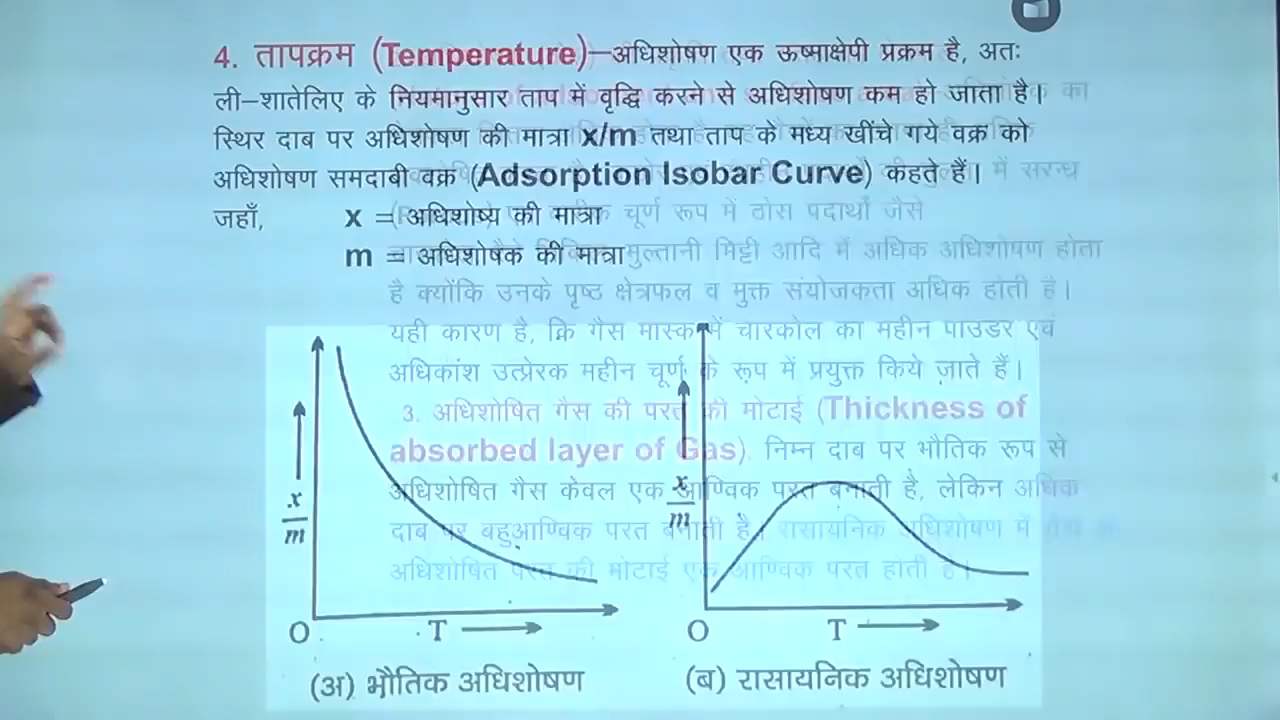 4. तापक्रम (Temperature)—अधिशोषण एक ऊष्माक्षेपी प्रक्रम है, अतः
ली-शातेलिए के नियमानुसार ताप में वृद्धि करने से अधिशोषण कम हो जाता है। का
स्थिर दाब पर अधिशोषण की मात्रा x/m तथा ताप के मध्य खींचे गये वक्र को
अधिशोषण समदाबी वक्र (Adsorption Isobar Curve) कहते हैं। में सरन्ध
जहाँ, x = अधिशोष्य की मात्रा चूर्ण रूप में ठोस पदार्थों जैसे
m = अधिशोषक की मात्रा मुल्तानी मिट्टी आदि में अधिक अधिशोषण होता
है क्योंकि उनके पृष्ठ क्षेत्रफल व मुक्त संयोजकता अधिक होती है।
यही कारण है, कि गैस मास्क में चारकोल का महीन पाउडर एवं
अधिकांश उत्प्रेरक महीन चूर्ण के रूप में प्रयुक्त किये जाते हैं।
3. अधिशोषित गैस की परत की मोटाई (Thickness of
absorbed layer of Gas). निम्न दाब पर भौतिक रूप से
अधिशोषित गैस केवल एक आण्विक परत बनाती है, लेकिन अधिक
दाब पर बहुआण्विक परत बनाती है। रासायनिक अधिशोषण में
अधिशोषित परत की मोटाई एक आण्विक परत होती है।
x/m x/m
O T O T
(अ) भौतिक अधिशोषण (ब) रासायनिक अधिशोषण